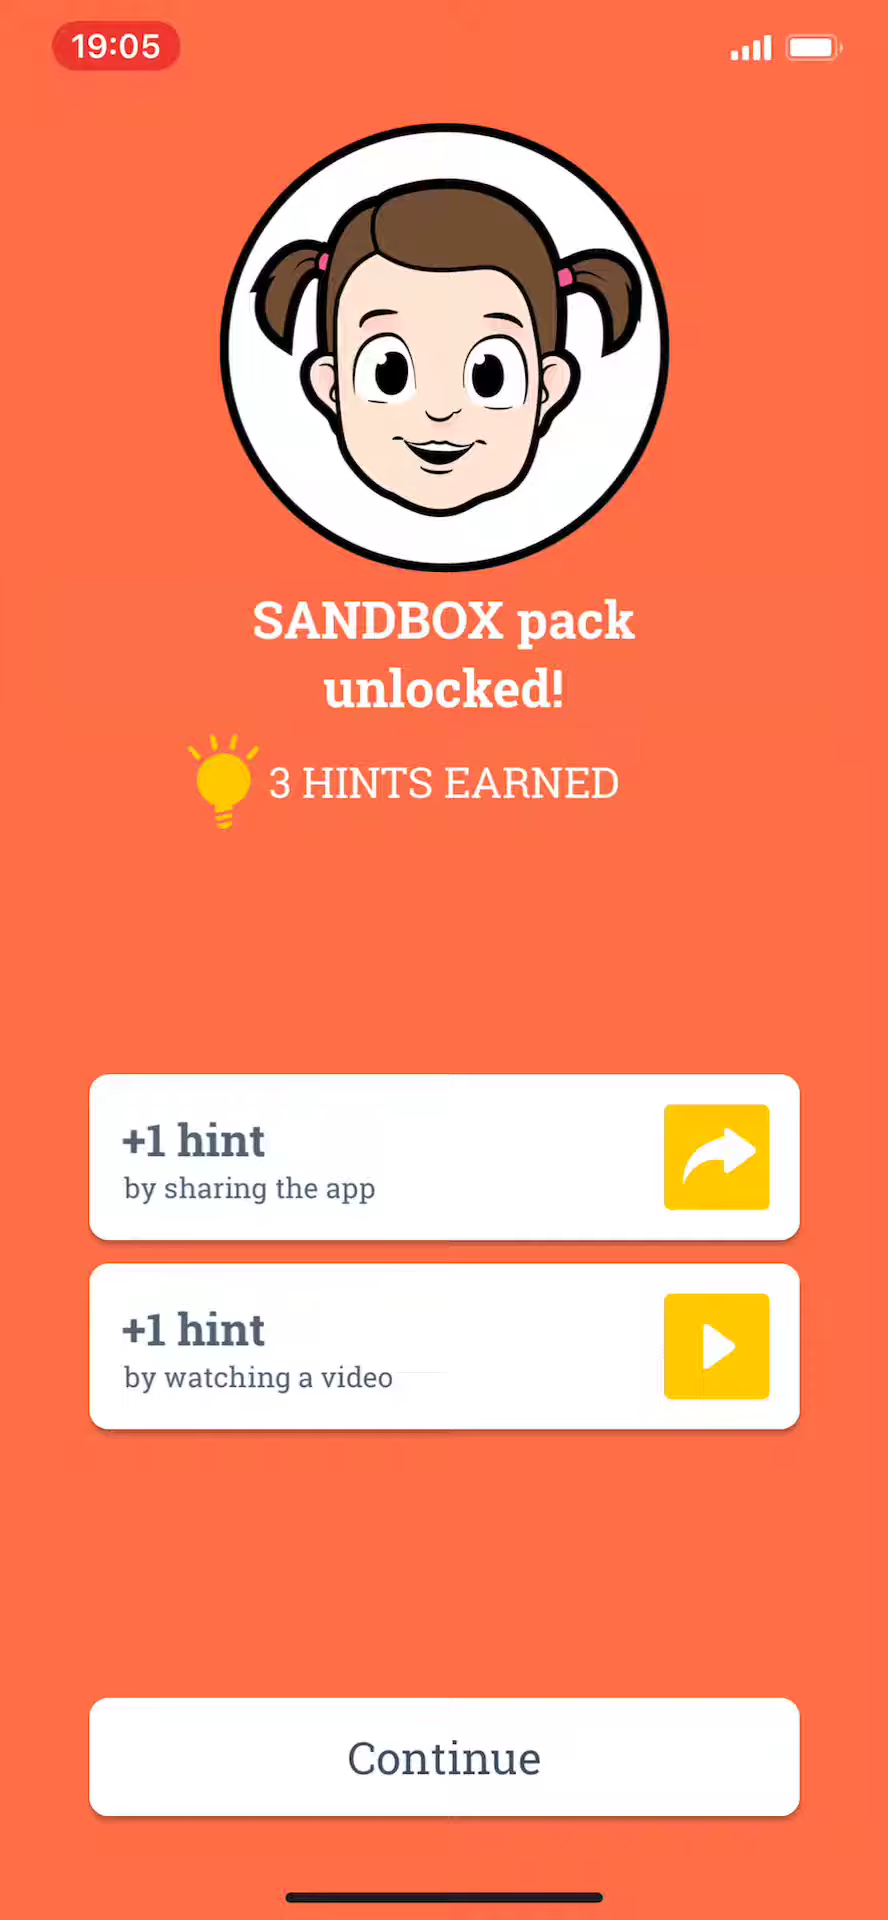 19:05
SANDBOX pack
unlocked!
3 HINTS EARNED
+1 hint
by sharing the app
+1 hint
by watching a video
Continue